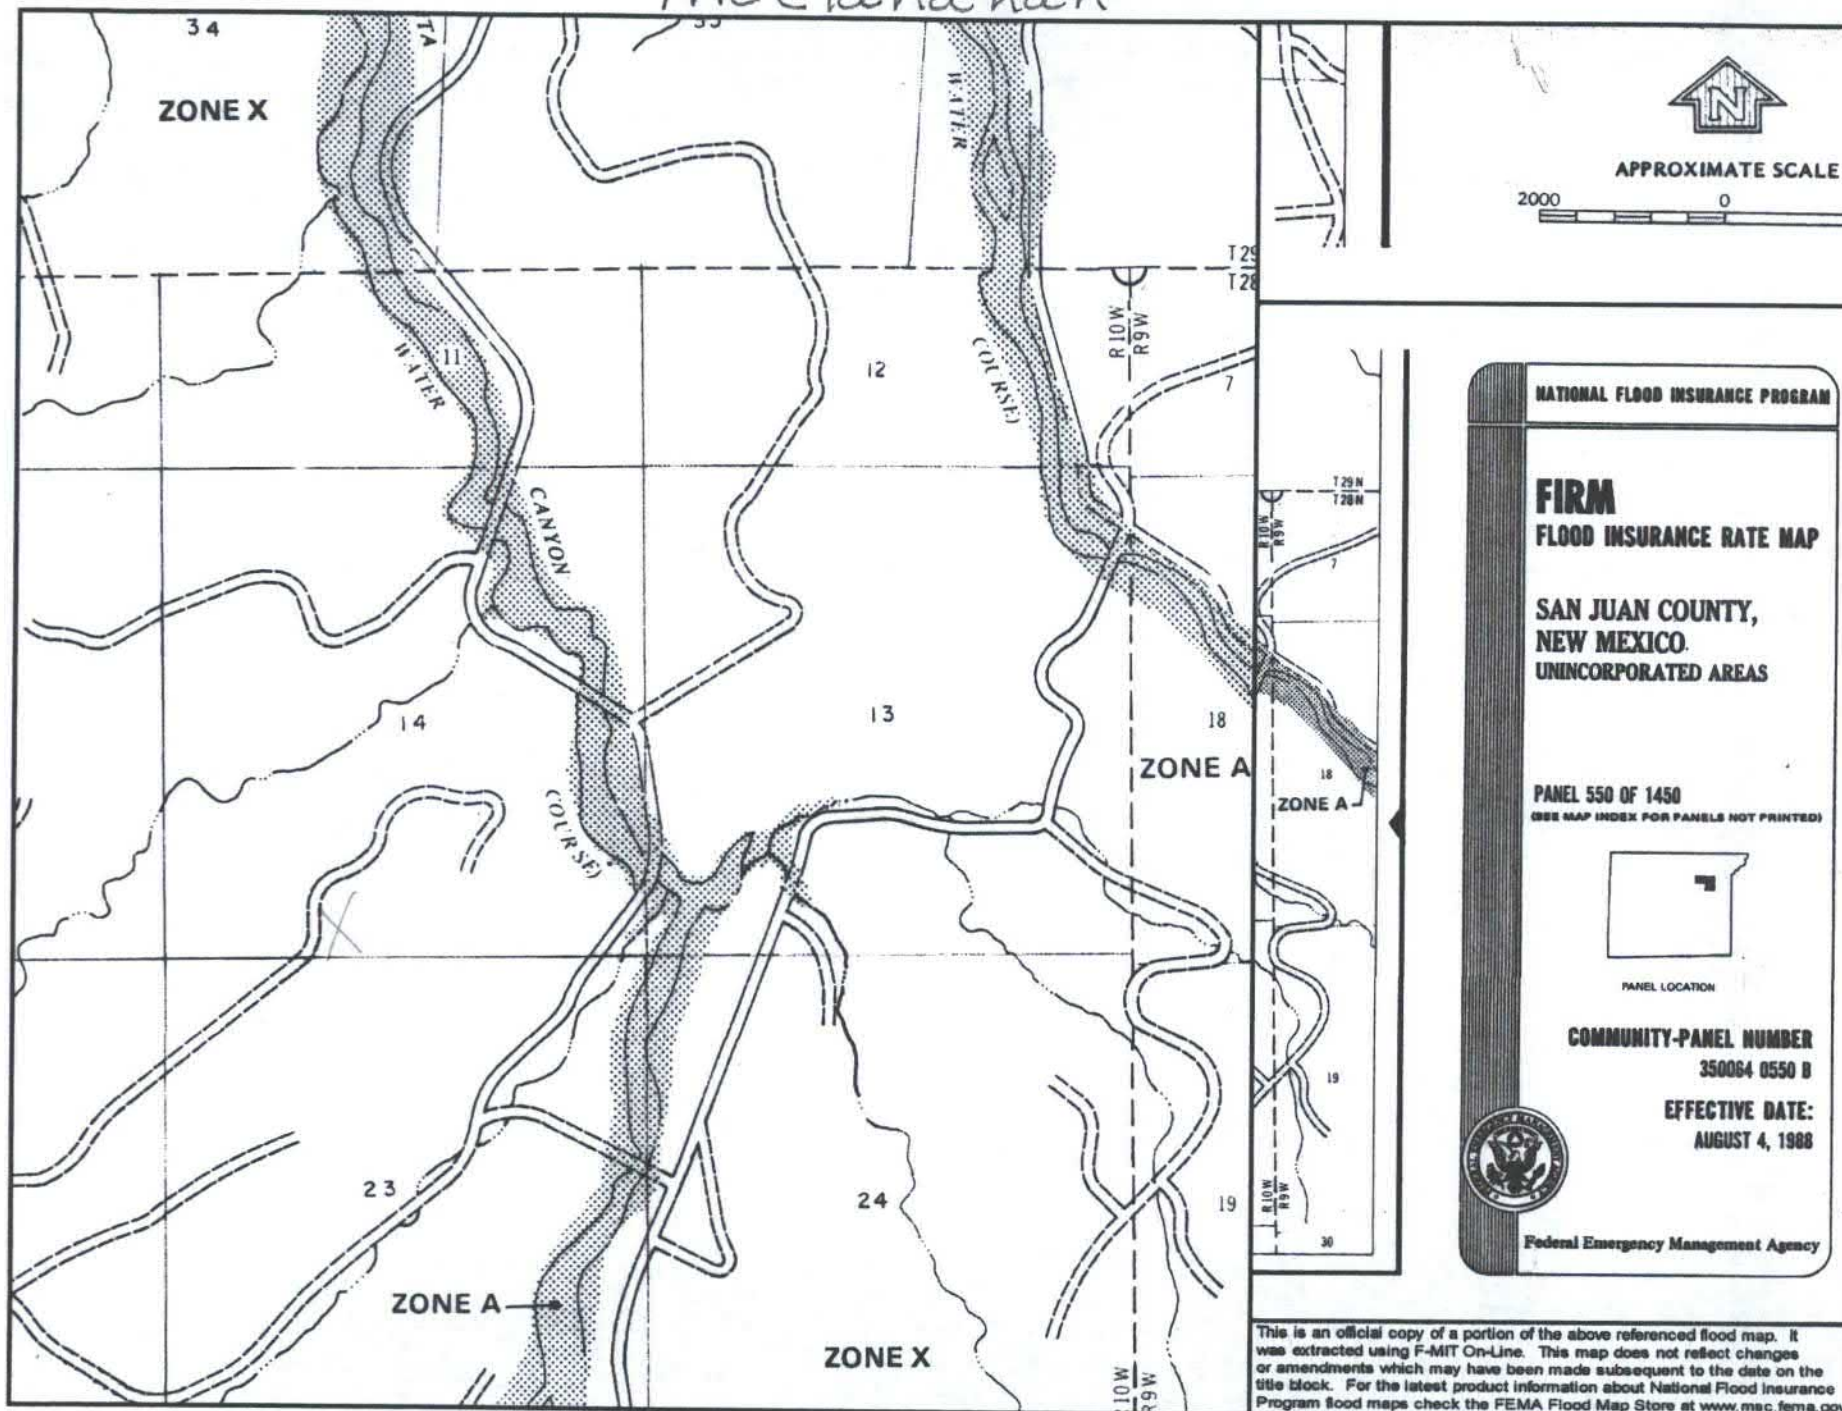 34
TA
ZONE X
WATER
T29
T28
R10W
R9W
11
WATER
12
COURSE)
7
CANYON
14
13
18
ZONE A
COURSE)
23
24
19
ZONE A
ZONE X
R10W
R9W
N
APPROXIMATE SCALE
2000 0
T29N
T28N
R10W
R9W
7
18
ZONE A
19
R10W
R9W
30
NATIONAL FLOOD INSURANCE PROGRAM
FIRM
FLOOD INSURANCE RATE MAP
SAN JUAN COUNTY,
NEW MEXICO
UNINCORPORATED AREAS
PANEL 550 OF 1450
(SEE MAP INDEX FOR PANELS NOT PRINTED)
PANEL LOCATION
COMMUNITY-PANEL NUMBER
350064 0550 B
EFFECTIVE DATE:
AUGUST 4, 1988
Federal Emergency Management Agency
This is an official copy of a portion of the above referenced flood map. It
was extracted using F-MIT On-Line. This map does not reflect changes
or amendments which may have been made subsequent to the date on the
title block. For the latest product information about National Flood Insurance
Program flood maps check the FEMA Flood Map Store at www.msc.fema.gov